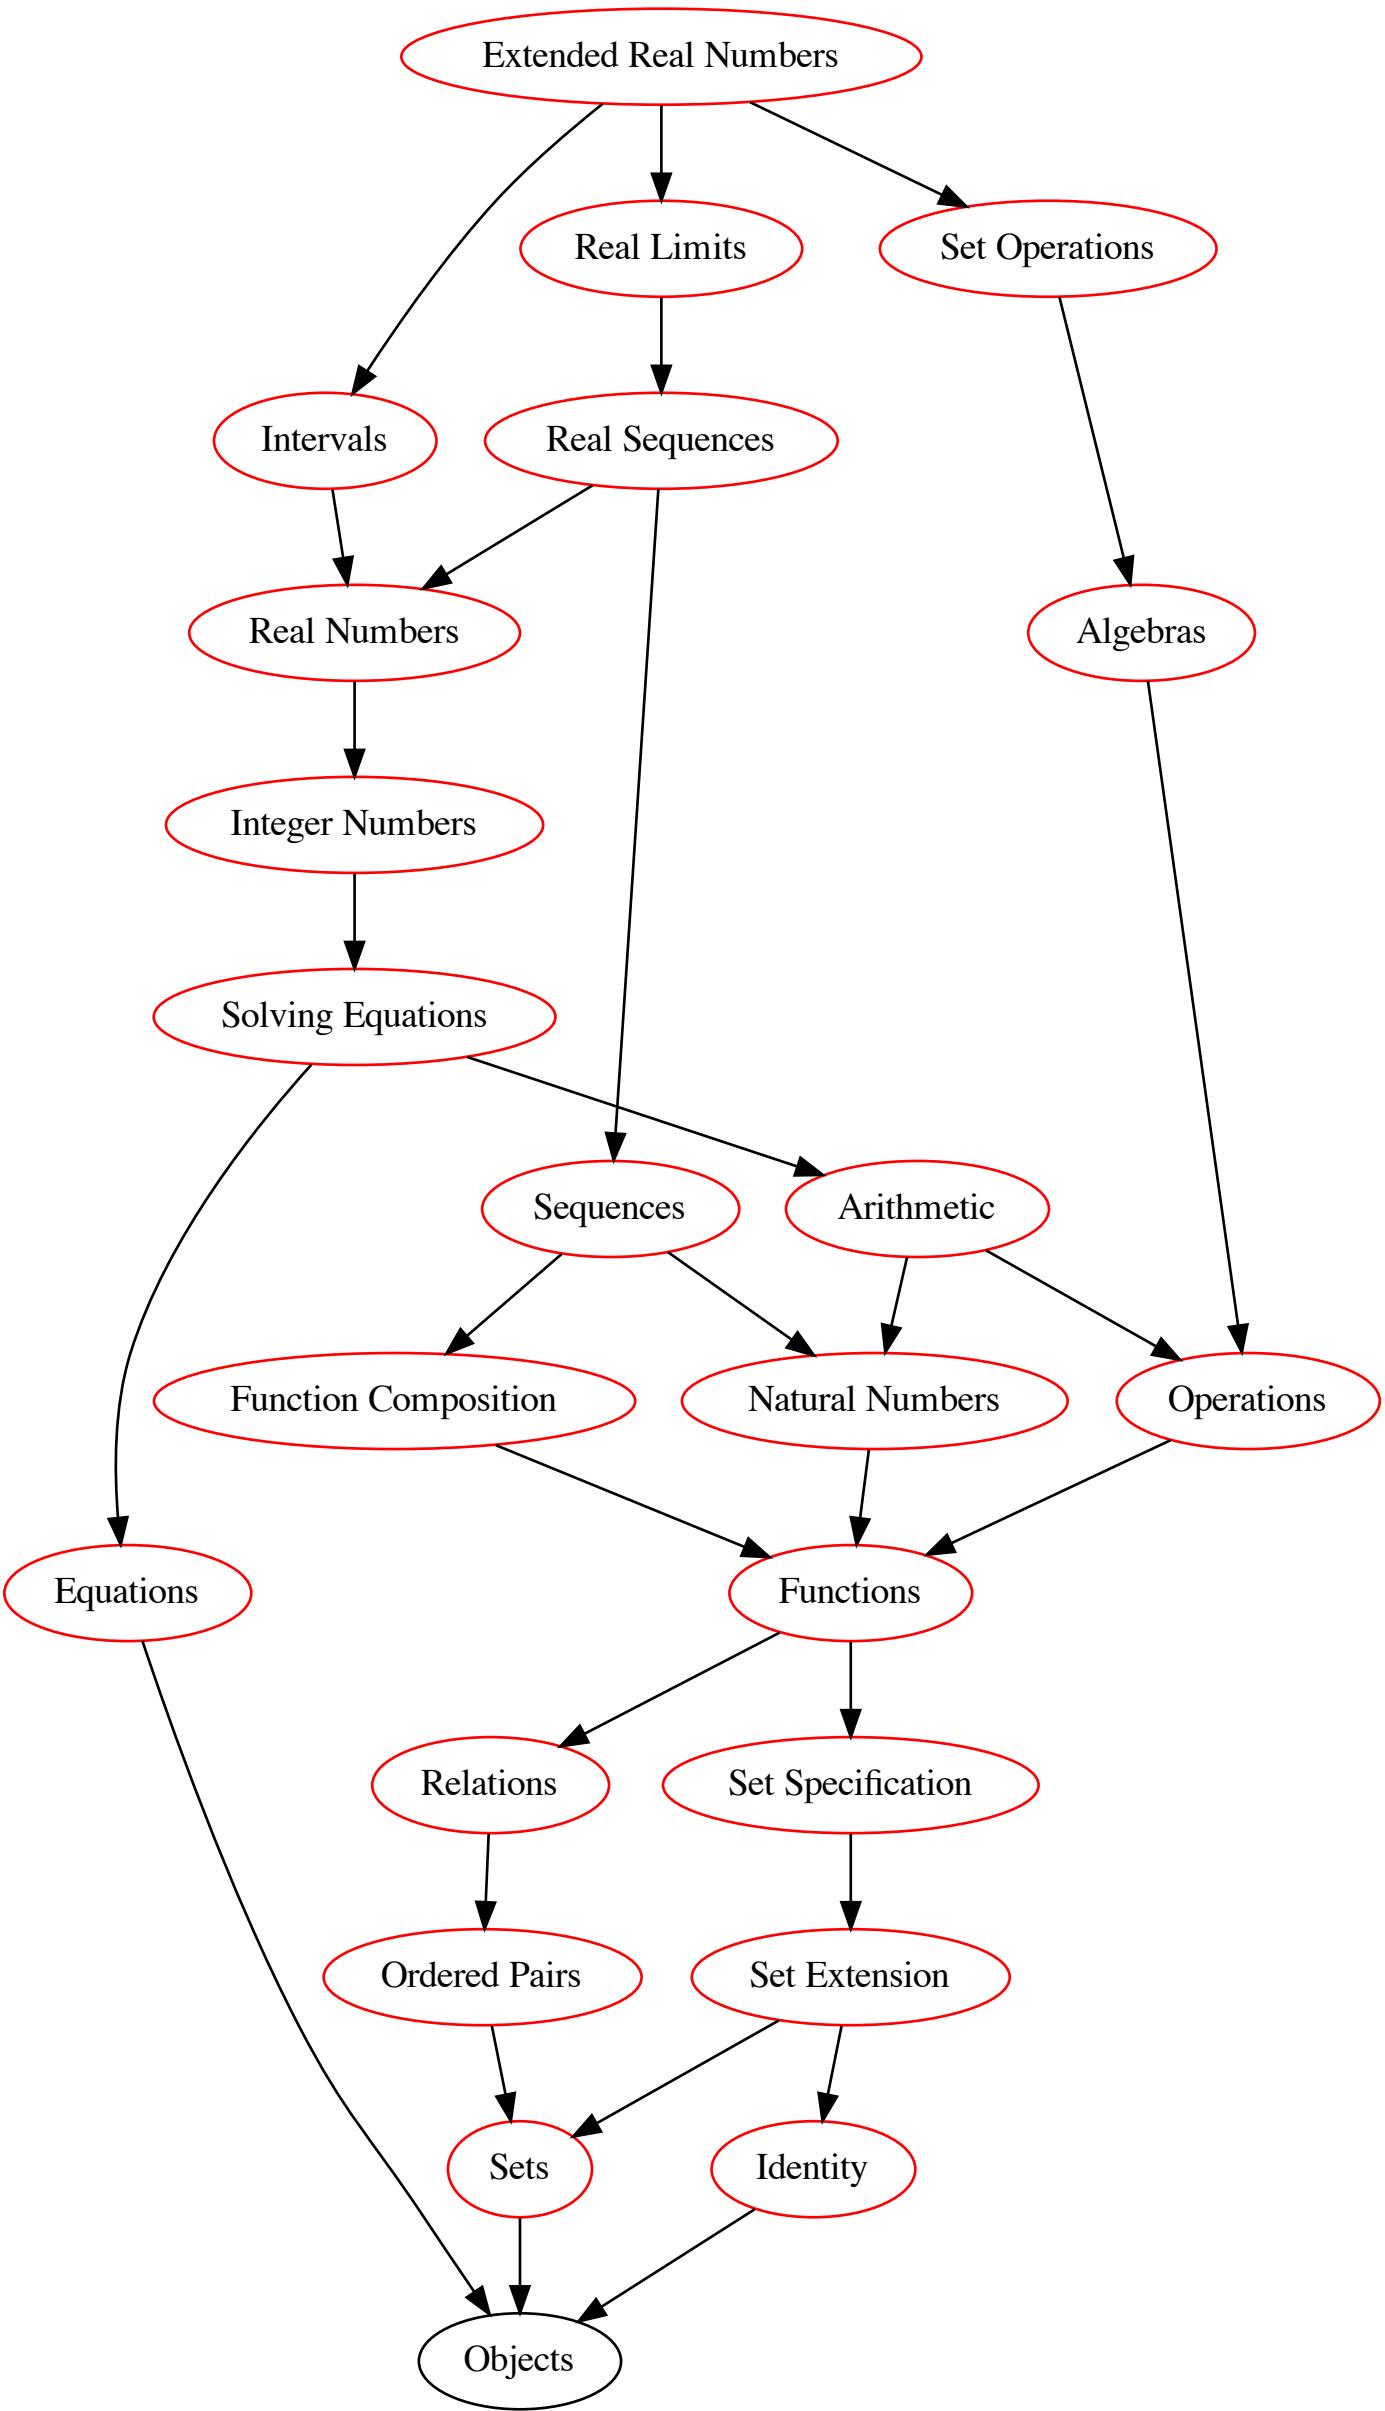 Extended Real Numbers
Real Limits
Set Operations
Intervals
Real Sequences
Real Numbers
Algebras
Integer Numbers
Solving Equations
Sequences
Arithmetic
Function Composition
Natural Numbers
Operations
Equations
Functions
Relations
Set Specification
Ordered Pairs
Set Extension
Sets
Identity
Objects